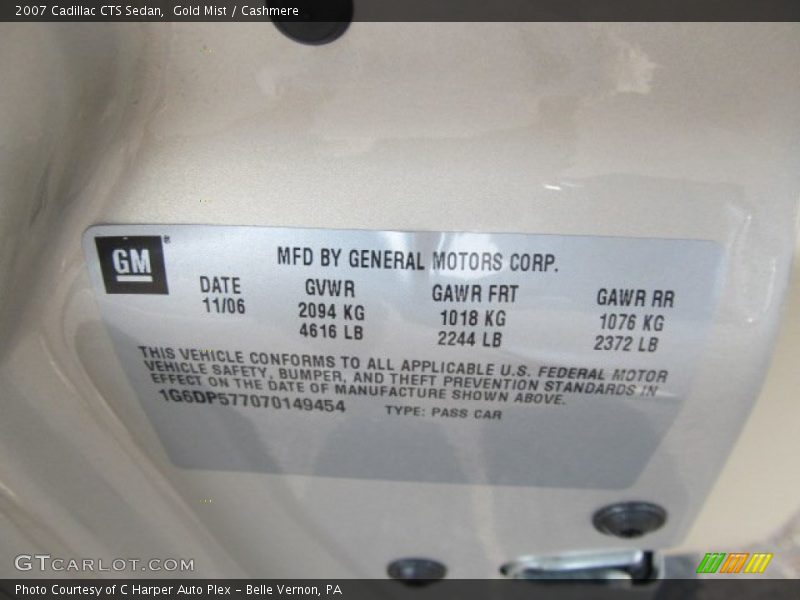 2007 Cadillac CTS Sedan,  Gold Mist / Cashmere
GM ®
MFD BY GENERAL MOTORS CORP.
DATE GVWR GAWR FRT GAWR RR
11/06 2094 KG 1018 KG 1076 KG
4616 LB 2244 LB 2372 LB
THIS VEHICLE CONFORMS TO ALL APPLICABLE U.S. FEDERAL MOTOR
VEHICLE SAFETY, BUMPER, AND THEFT PREVENTION STANDARDS IN
EFFECT ON THE DATE OF MANUFACTURE SHOWN ABOVE.
1G6DP577070149454 TYPE: PASS CAR
GTCARLOT.COM
Photo Courtesy of C Harper Auto Plex - Belle Vernon, PA